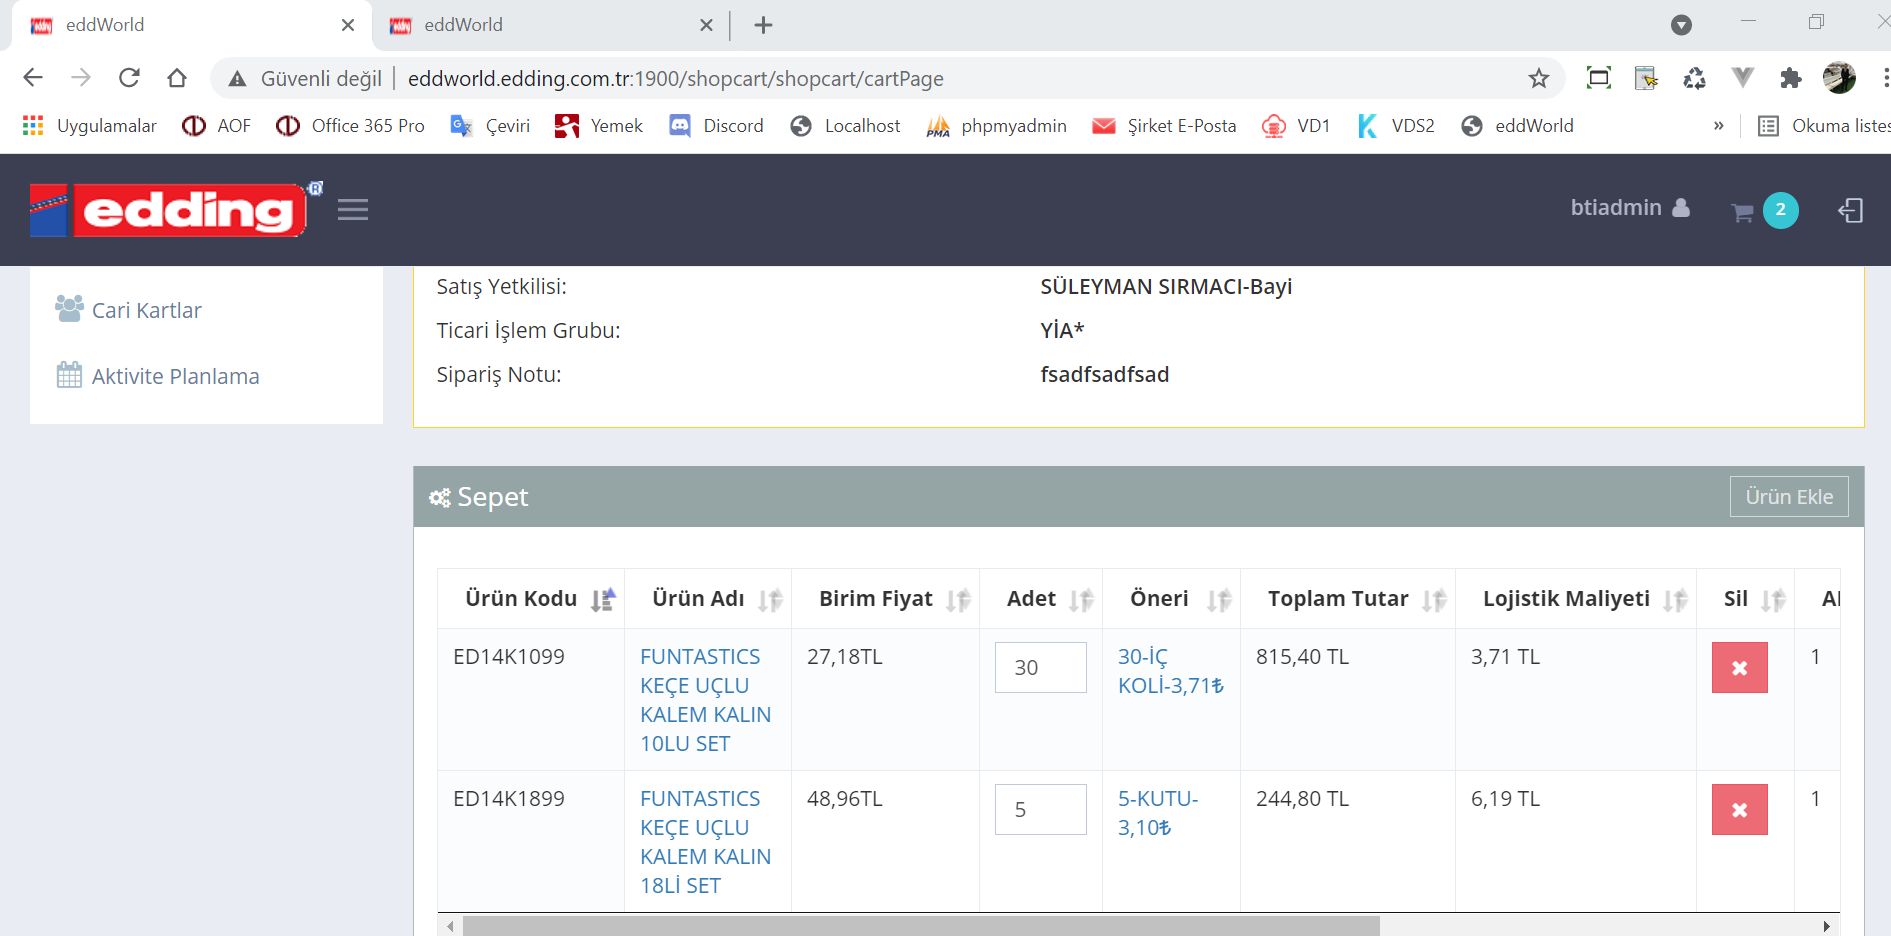 eddWorld
eddWorld
Güvenli değil | eddworld.edding.com.tr:1900/shopcart/shopcart/cartPage
Uygulamalar AOF Office 365 Pro Çeviri Yemek Discord Localhost phpmyadmin Şirket E-Posta VD1 VDS2 eddWorld » Okuma listes
edding® btiadmin 2
Cari Kartlar
Aktivite Planlama
Satış Yetkilisi: SÜLEYMAN SIRMACI-Bayi
Ticari İşlem Grubu: YİA*
Sipariş Notu: fsadfsadfsad
Sepet Ürün Ekle
Ürün Kodu Ürün Adı Birim Fiyat Adet Öneri Toplam Tutar Lojistik Maliyeti Sil
ED14K1099 FUNTASTICS 27,18TL 30 30-İÇ 815,40 TL 3,71 TL 1
KEÇE UÇLU KOLİ-3,71₺
KALEM KALIN
10LU SET
ED14K1899 FUNTASTICS 48,96TL 5 5-KUTU- 244,80 TL 6,19 TL 1
KEÇE UÇLU 3,10₺
KALEM KALIN
18Lİ SET